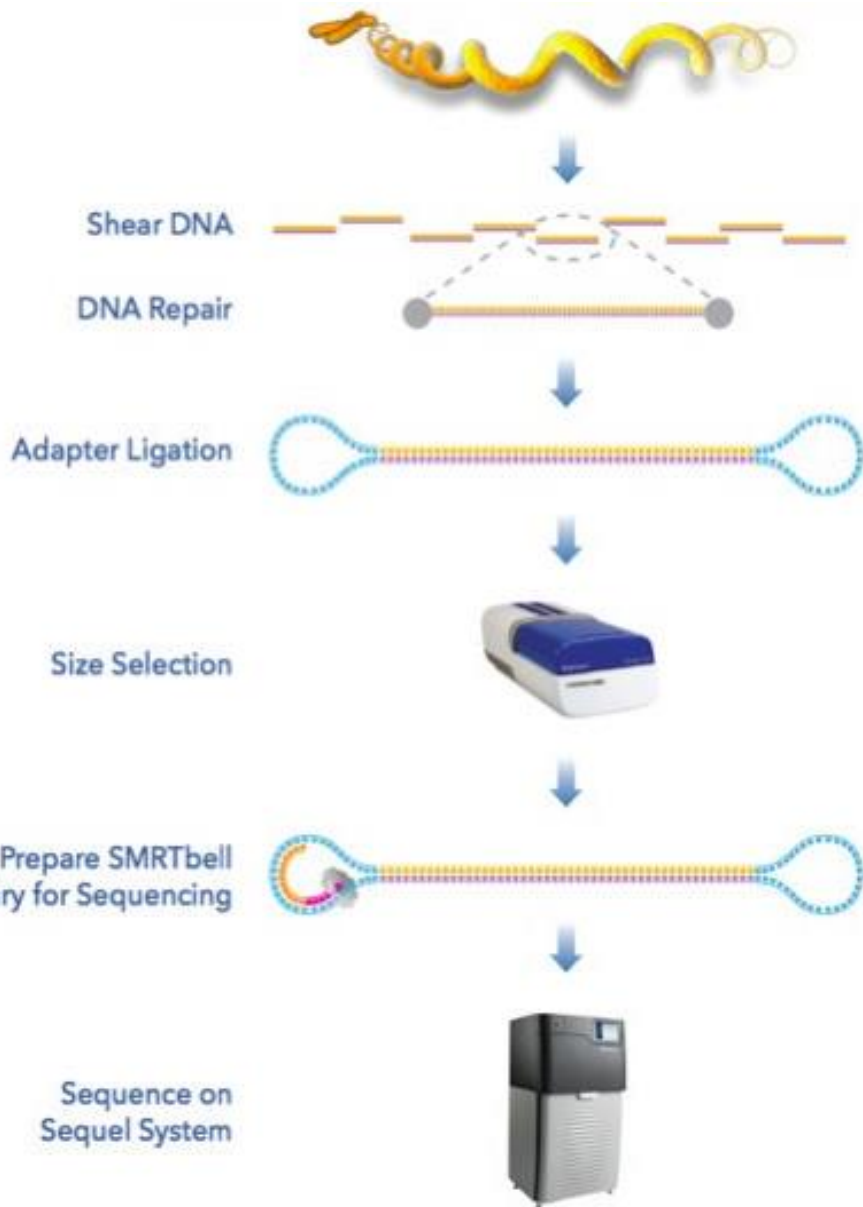 Shear DNA
DNA Repair
Adapter Ligation
Size Selection
Prepare SMRTbell
ry for Sequencing
Sequence on
Sequel System